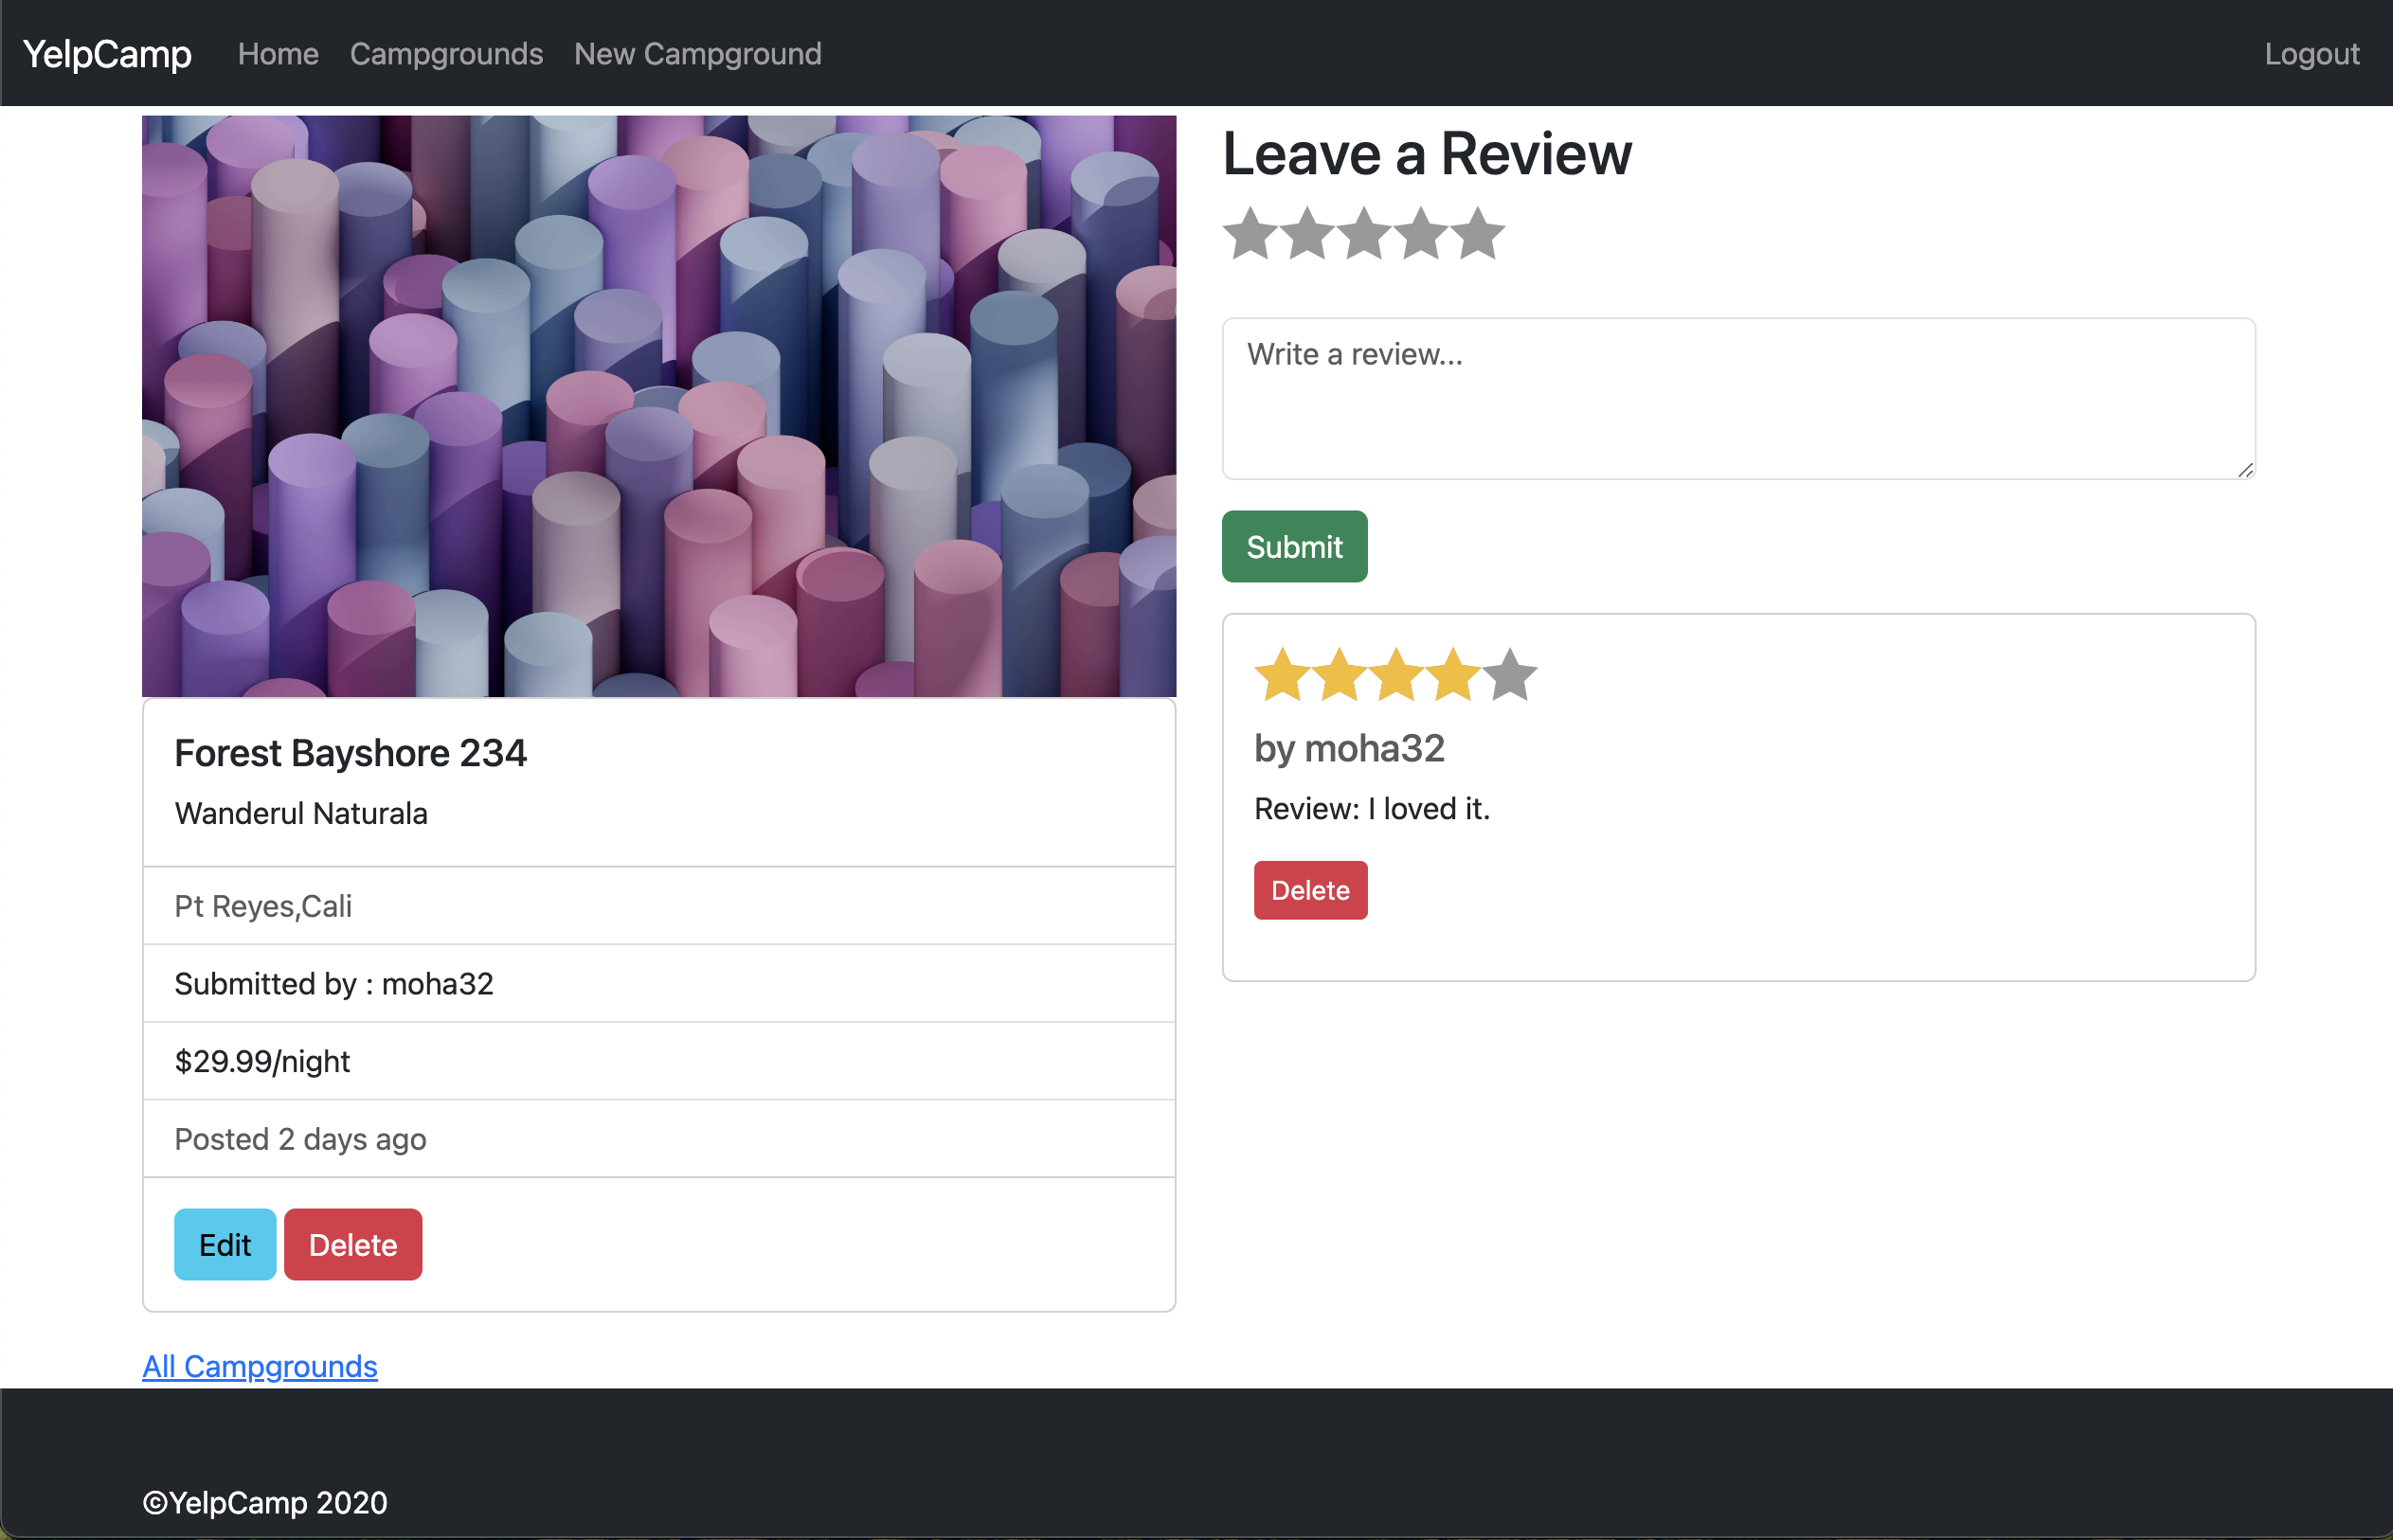 YelpCamp Home Campgrounds New Campground Logout
Leave a Review
Write a review...
Submit
Forest Bayshore 234
Wanderul Naturala
Pt Reyes,Cali
Submitted by : moha32
$29.99/night
Posted 2 days ago
Edit Delete
All Campgrounds
by moha32
Review: I loved it.
Delete
©YelpCamp 2020